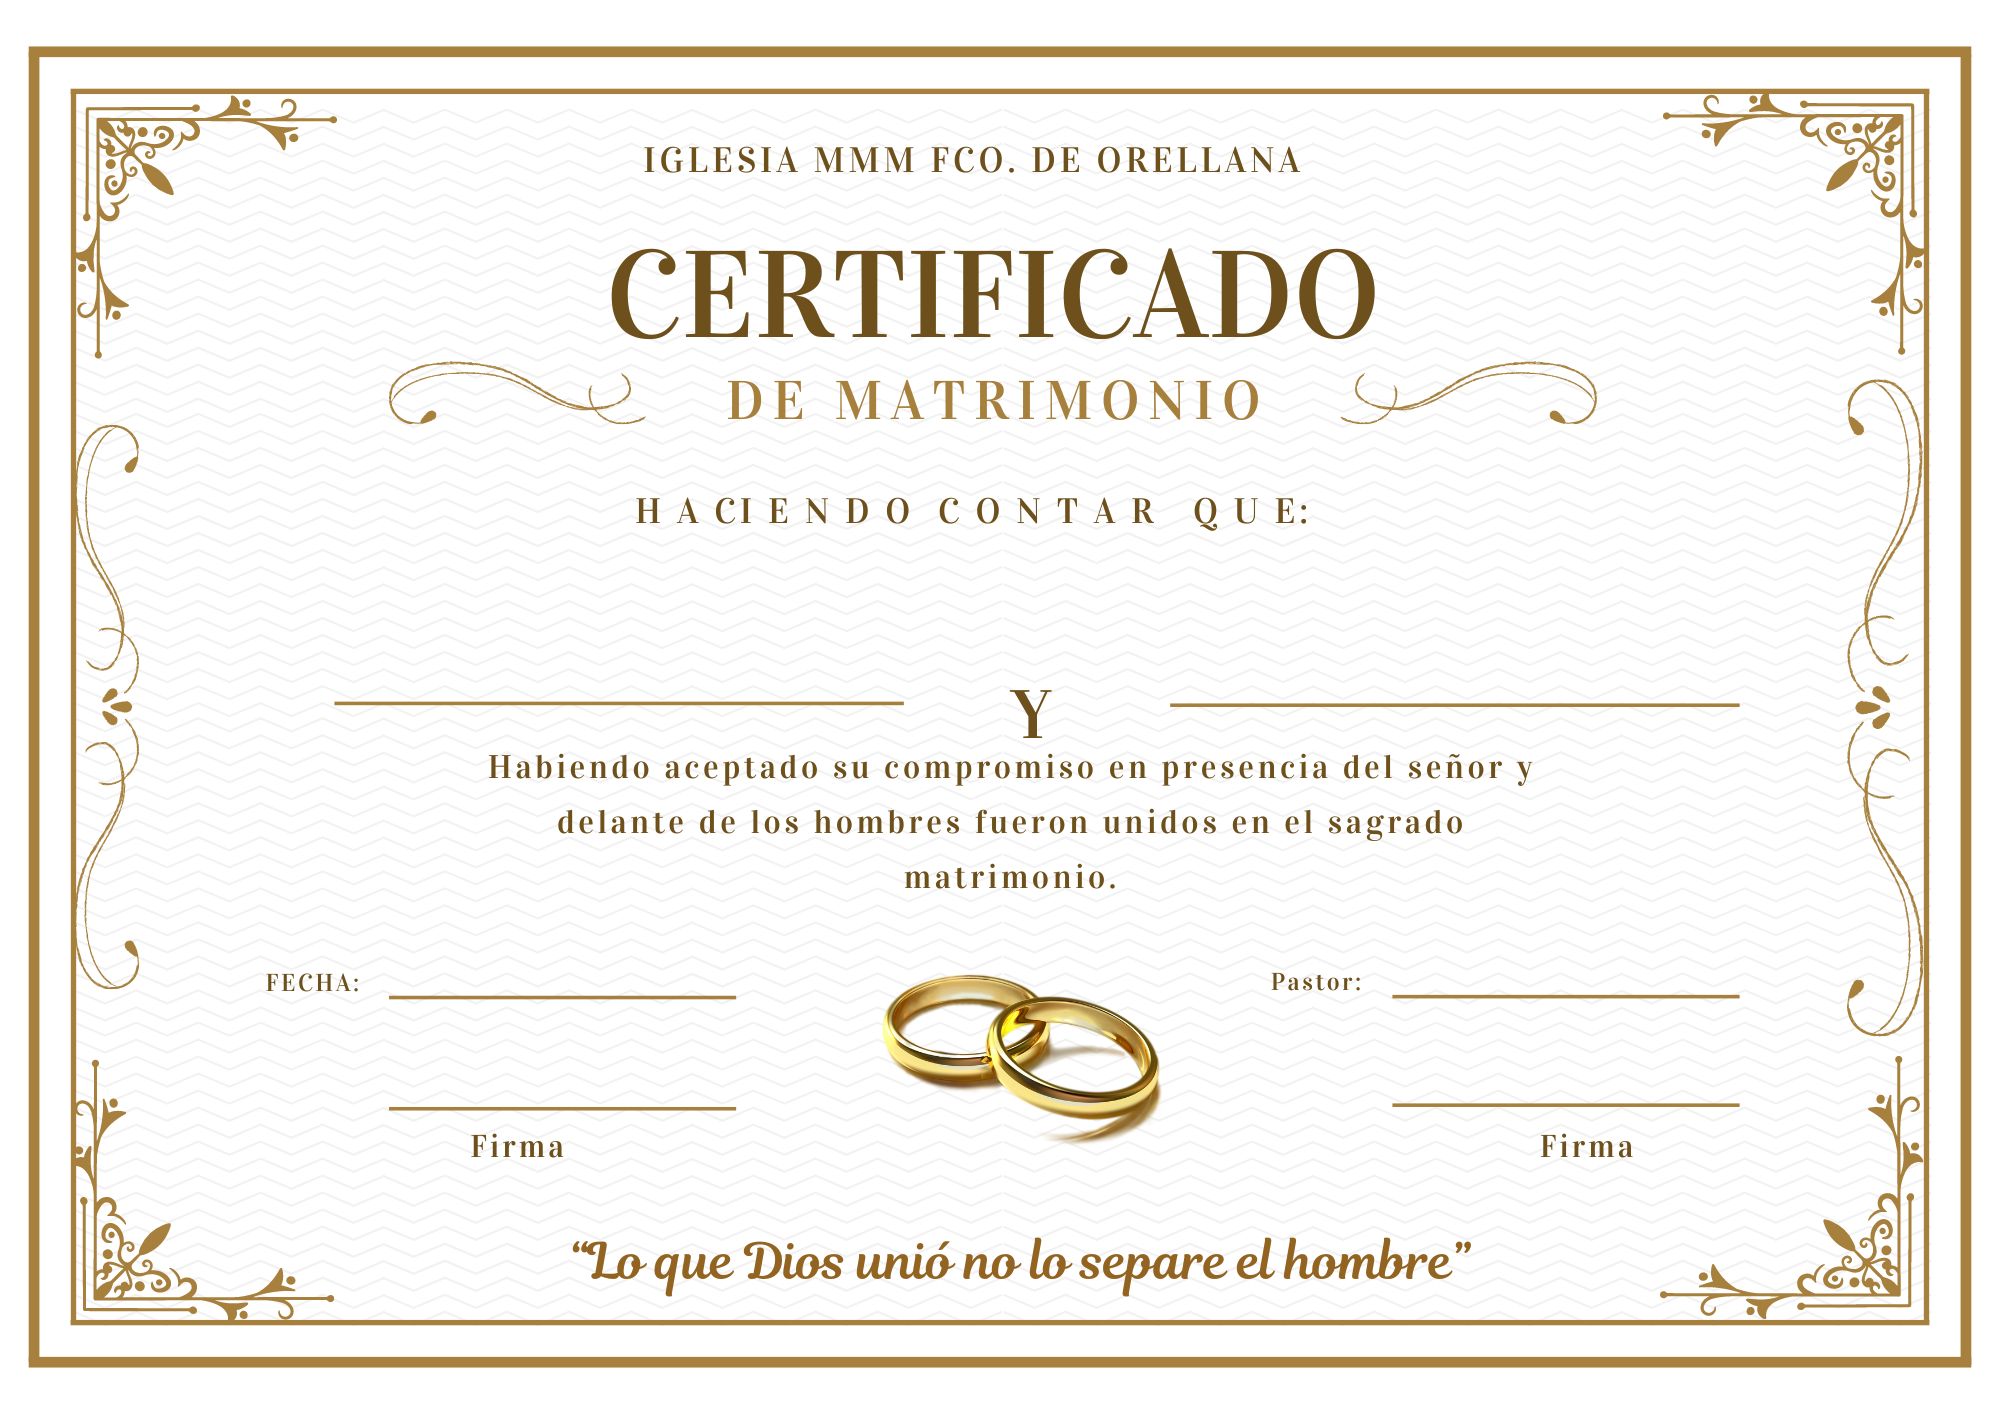 IGLESIA MMM FCO. DE ORELLANA
CERTIFICADO
DE MATRIMONIO
HACIENDO CONTAR QUE:
Y
Habiendo aceptado su compromiso en presencia del señor y
delante de los hombres fueron unidos en el sagrado
matrimonio.
FECHA:
Pastor:
Firma
Firma
“Lo que Dios unió no lo separe el hombre”